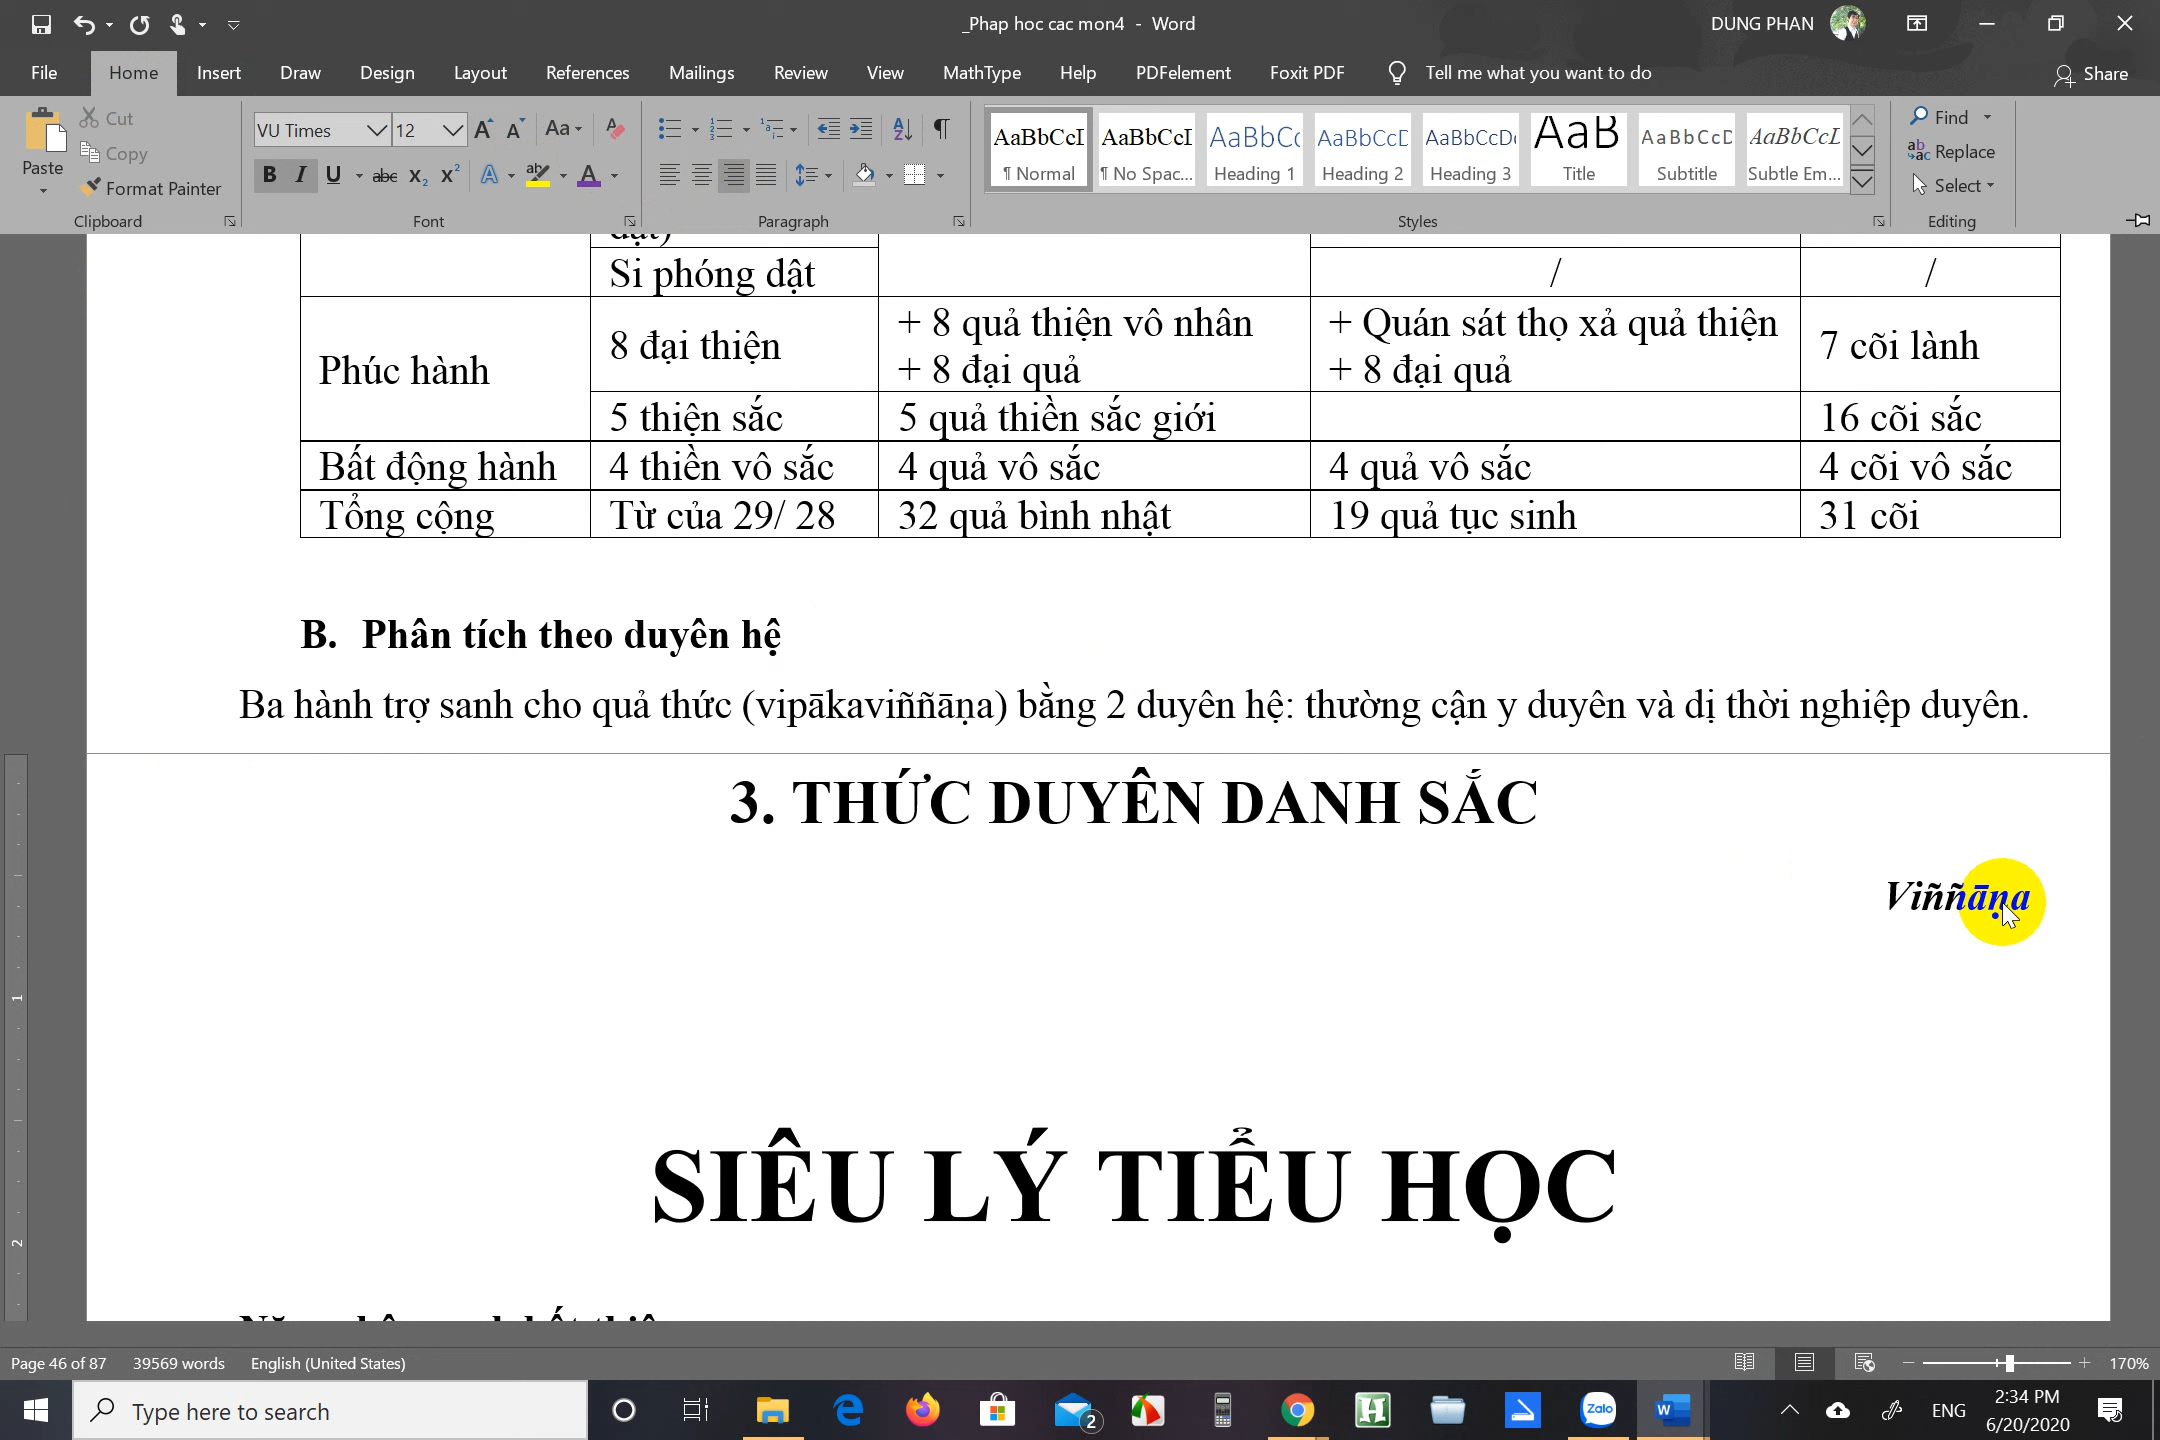 _Phap hoc cac mon4 - Word
DUNG PHAN
File Home Insert Draw Design Layout References Mailings Review View MathType Help PDFelement Foxit PDF Tell me what you want to do Share
Paste
Cut
Copy
Format Painter
Clipboard
VU Times 12
Font
Paragraph
AaBbCcI AaBbCcI AaBbCc AaBbCcD AaBbCcD AaB AaBbCcD AaBbCcL
¶ Normal ¶ No Spac... Heading 1 Heading 2 Heading 3 Title Subtitle Subtle Em...
Styles
Find
Replace
Select
Editing
Si phóng dật / /
Phúc hành
8 đại thiện
+ 8 quả thiện vô nhân
+ 8 đại quả
+ Quán sát thọ xả quả thiện
+ 8 đại quả
7 cõi lành
5 thiện sắc 5 quả thiền sắc giới 16 cõi sắc
Bất động hành 4 thiền vô sắc 4 quả vô sắc 4 quả vô sắc 4 cõi vô sắc
Tổng cộng Từ của 29/ 28 32 quả bình nhật 19 quả tục sinh 31 cõi
B. Phân tích theo duyên hệ
Ba hành trợ sanh cho quả thức (vipākaviññāṇa) bằng 2 duyên hệ: thường cận y duyên và dị thời nghiệp duyên.
3. THỨC DUYÊN DANH SẮC
Viññāṇa
SIÊU LÝ TIỂU HỌC
Page 46 of 87 39569 words English (United States) 170%
Type here to search
2
Zalo
ENG
2:34 PM
6/20/2020